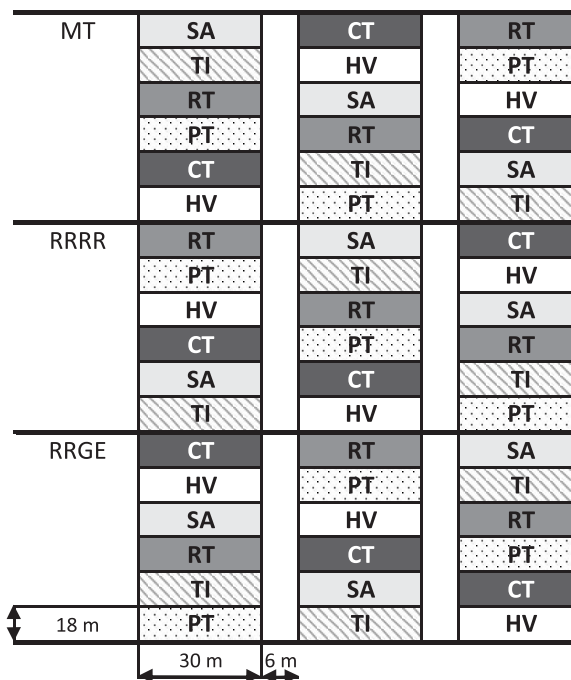 MT SA CT RT
TI HV PT
RT SA HV
PT RT CT
CT TI SA
HV PT TI
RRRR RT SA CT
PT TI HV
HV RT SA
CT PT RT
SA CT TI
TI HV PT
RRGE CT RT SA
HV PT TI
SA HV RT
RT CT PT
TI SA CT
18 m PT TI HV
30 m 6 m